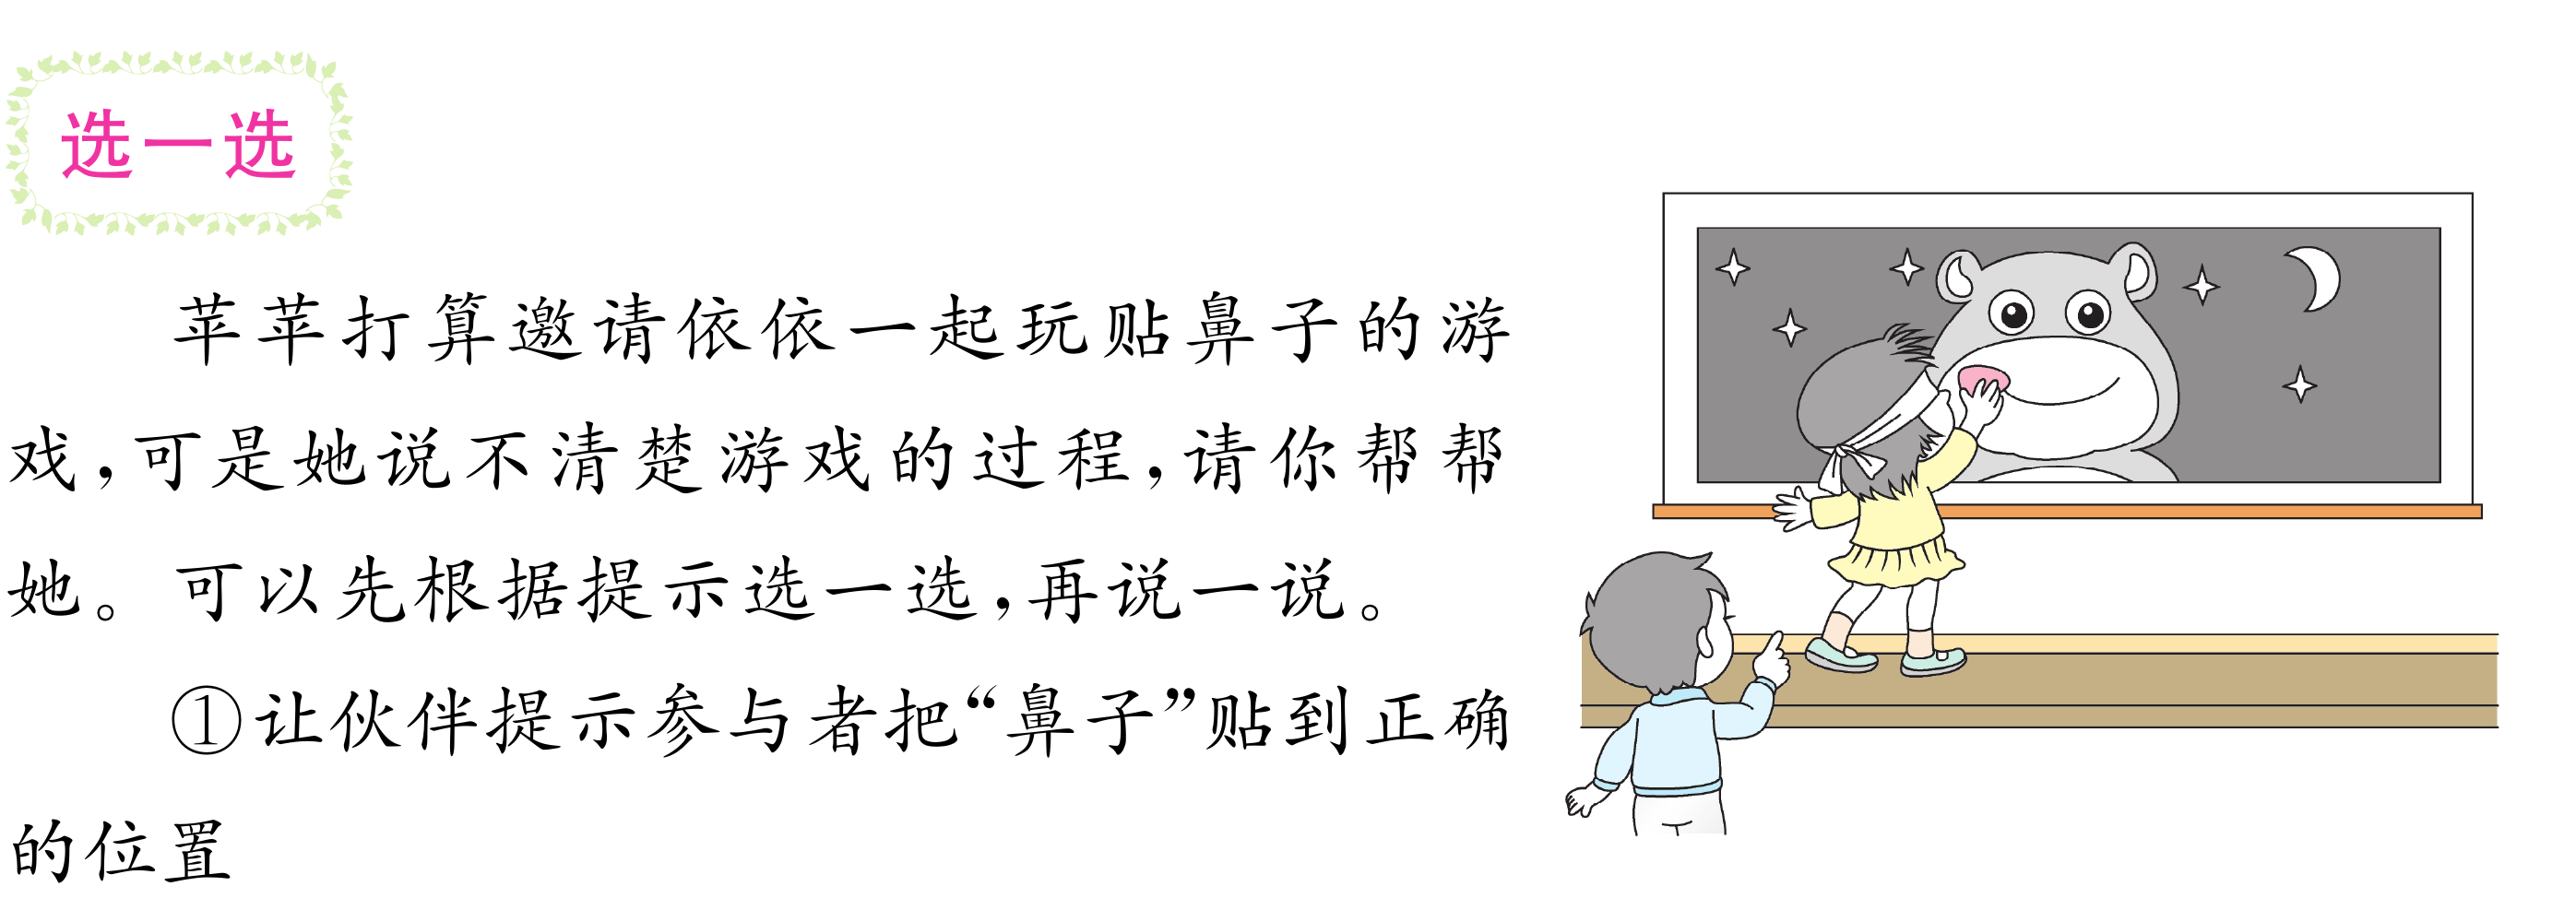 选一选
苹苹打算邀请依依一起玩贴鼻子的游
戏，可是她说不清楚游戏的过程，请你帮帮
她。可以先根据提示选一选，再说一说。
①让伙伴提示参与者把“鼻子”贴到正确
的位置